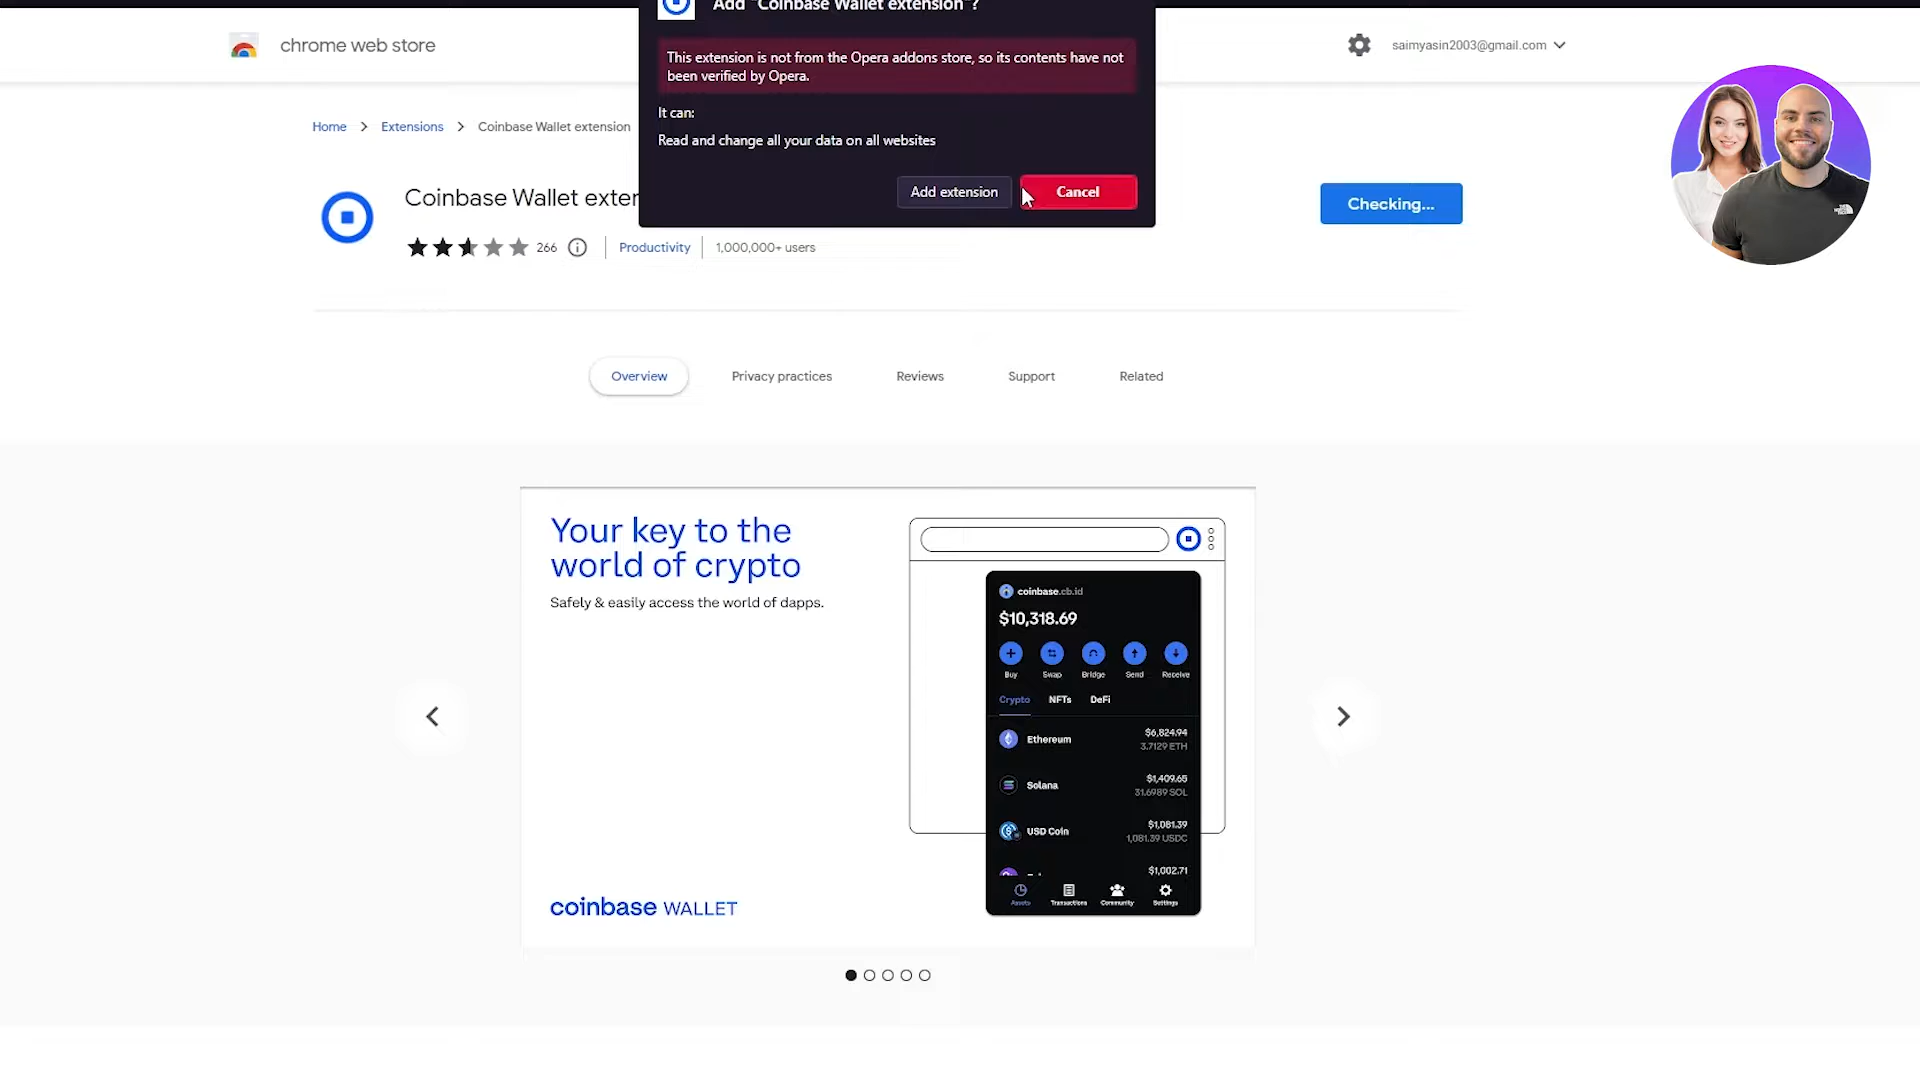 Add "Coinbase Wallet extension"?
chrome web store
saimyasin2003@gmail.com
This extension is not from the Opera addons store, so its contents have not
been verified by Opera.
It can:
Read and change all your data on all websites
Add extension
Cancel
Home
Extensions
Coinbase Wallet extension
Coinbase Wallet exter
Checking...
266
Productivity
1,000,000+ users
Overview
Privacy practices
Reviews
Support
Related
Your key to the
world of crypto
Safely & easily access the world of dapps.
coinbase.cb.id
$10,318.69
Buy
Swap
Bridge
Send
Receive
Crypto
NFTs
DeFi
Ethereum
$6,824.94
3.7129 ETH
Solana
$1,409.65
31.6989 SOL
USD Coin
$1,081.39
1,081.39 USDC
$1,002.71
Assets
Transactions
Community
Settings
coinbase WALLET